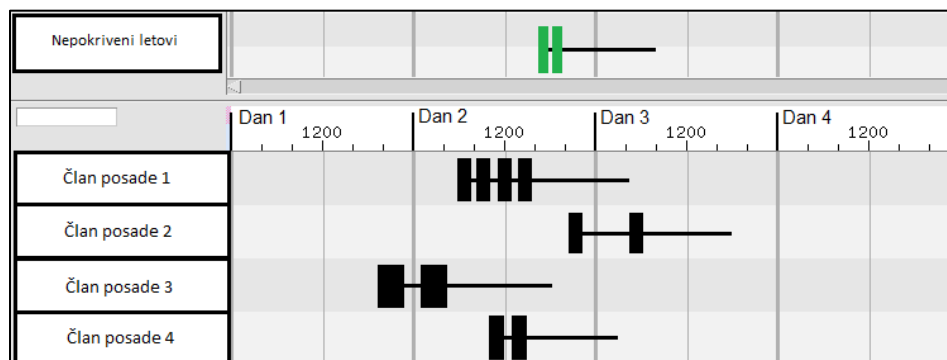 Nepokriveni letovi
Dan 1 Dan 2 Dan 3 Dan 4
1200 1200 1200 1200
Član posade 1
Član posade 2
Član posade 3
Član posade 4